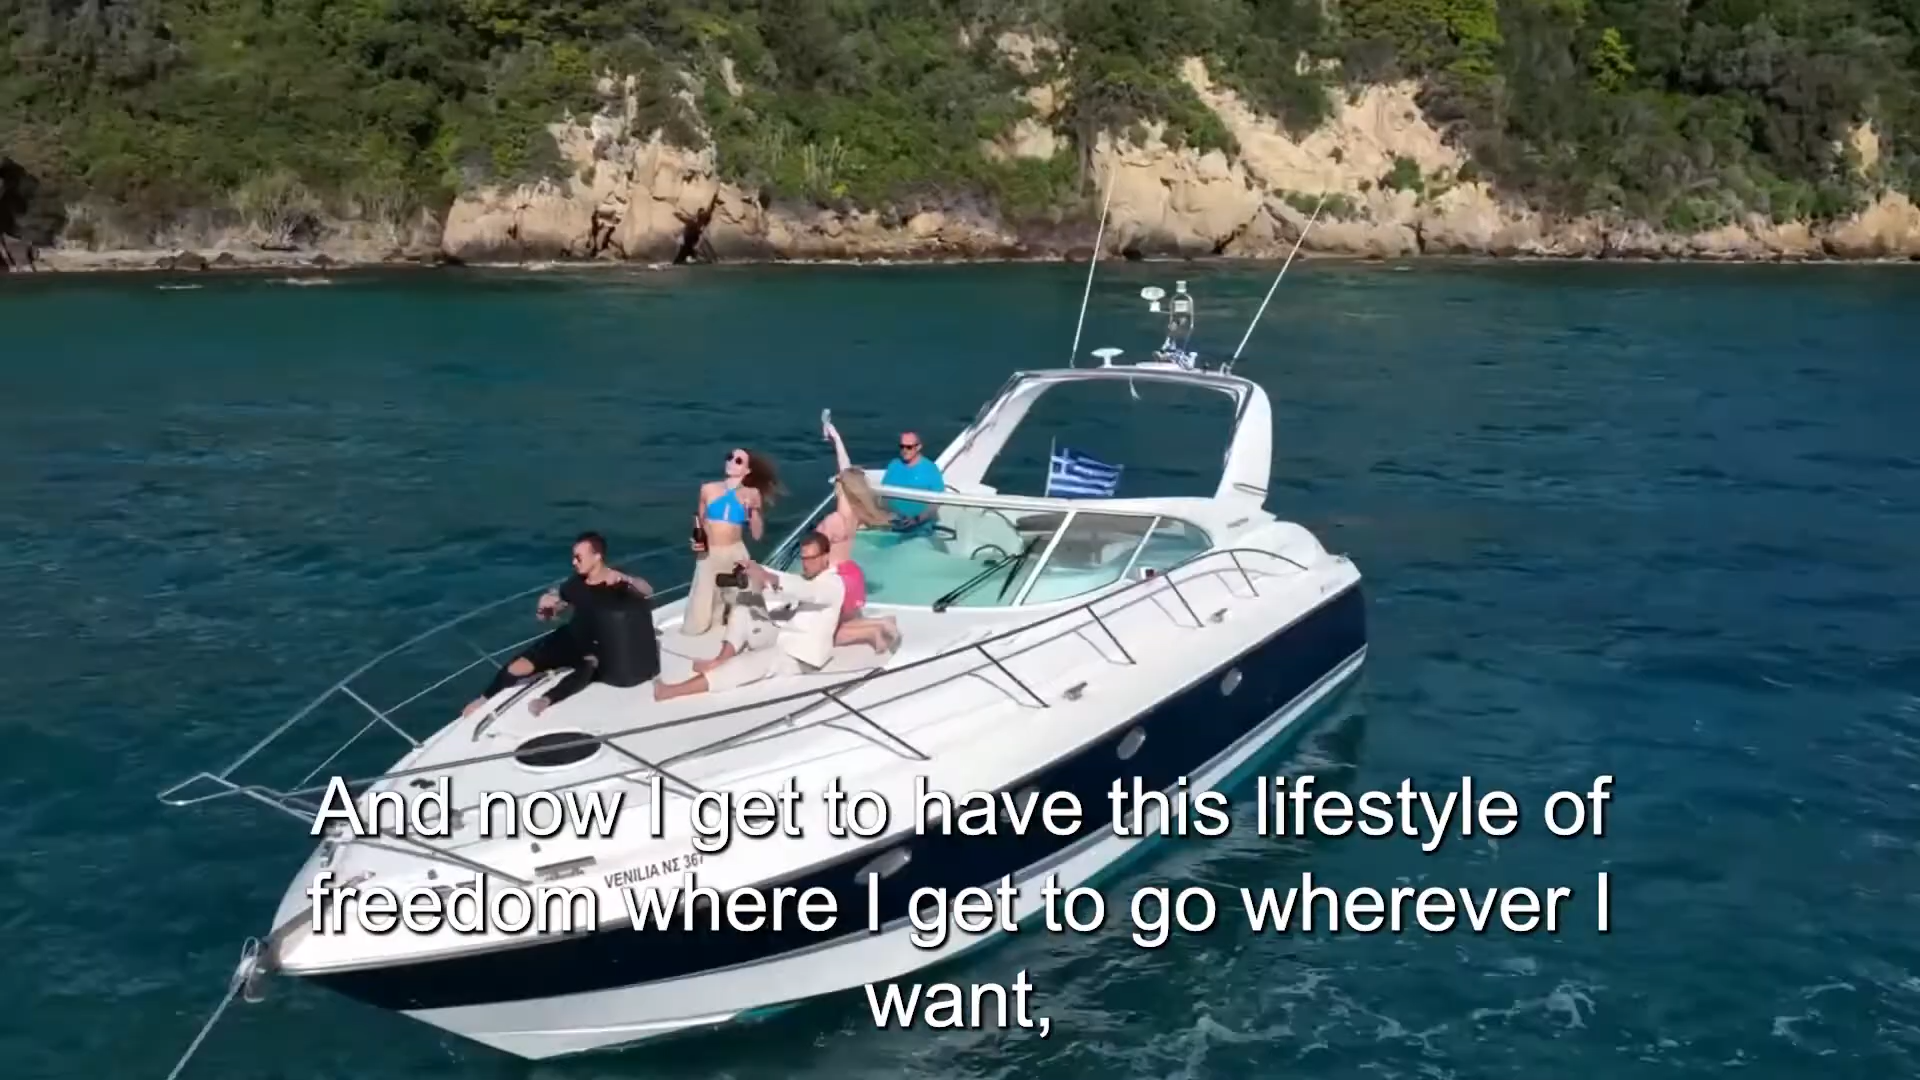 VENILIA ΝΣ 367
And now I get to have this lifestyle of
freedom where I get to go wherever I
want,